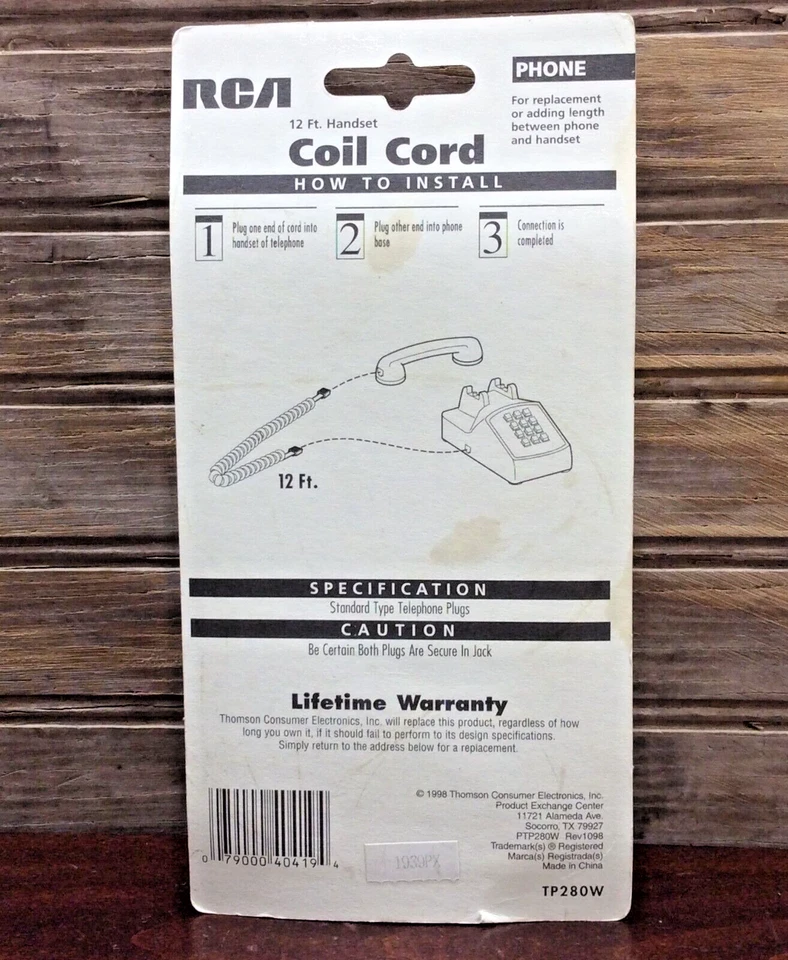 RCA
PHONE
For replacement
or adding length
between phone
and handset
12 Ft. Handset
Coil Cord
HOW TO INSTALL
1 Plug one end of cord into
handset of telephone
2 Plug other end into phone
base
3 Connection is
completed
12 Ft.
SPECIFICATION
Standard Type Telephone Plugs
CAUTION
Be Certain Both Plugs Are Secure In Jack
Lifetime Warranty
Thomson Consumer Electronics, Inc. will replace this product, regardless of how
long you own it, if it should fail to perform to its design specifications.
Simply return to the address below for a replacement.
© 1998 Thomson Consumer Electronics, Inc.
Product Exchange Center
11721 Alameda Ave.
Socorro, TX 79927
PTP280W Rev1098
Trademark(s) ® Registered
Marca(s) Registrada(s)
Made in China
0 79000 40419 4
TP280W